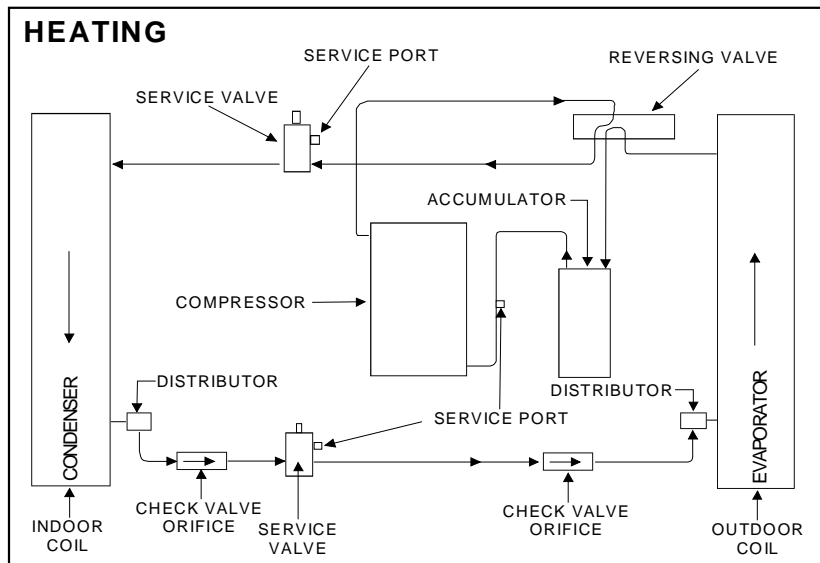 HEATING
SERVICE PORT
REVERSING VALVE
SERVICE VALVE
ACCUMULATOR
COMPRESSOR
DISTRIBUTOR
DISTRIBUTOR
SERVICE PORT
CONDENSER
EVAPORATOR
INDOOR
COIL
CHECK VALVE
ORIFICE
SERVICE
VALVE
CHECK VALVE
ORIFICE
OUTDOOR
COIL